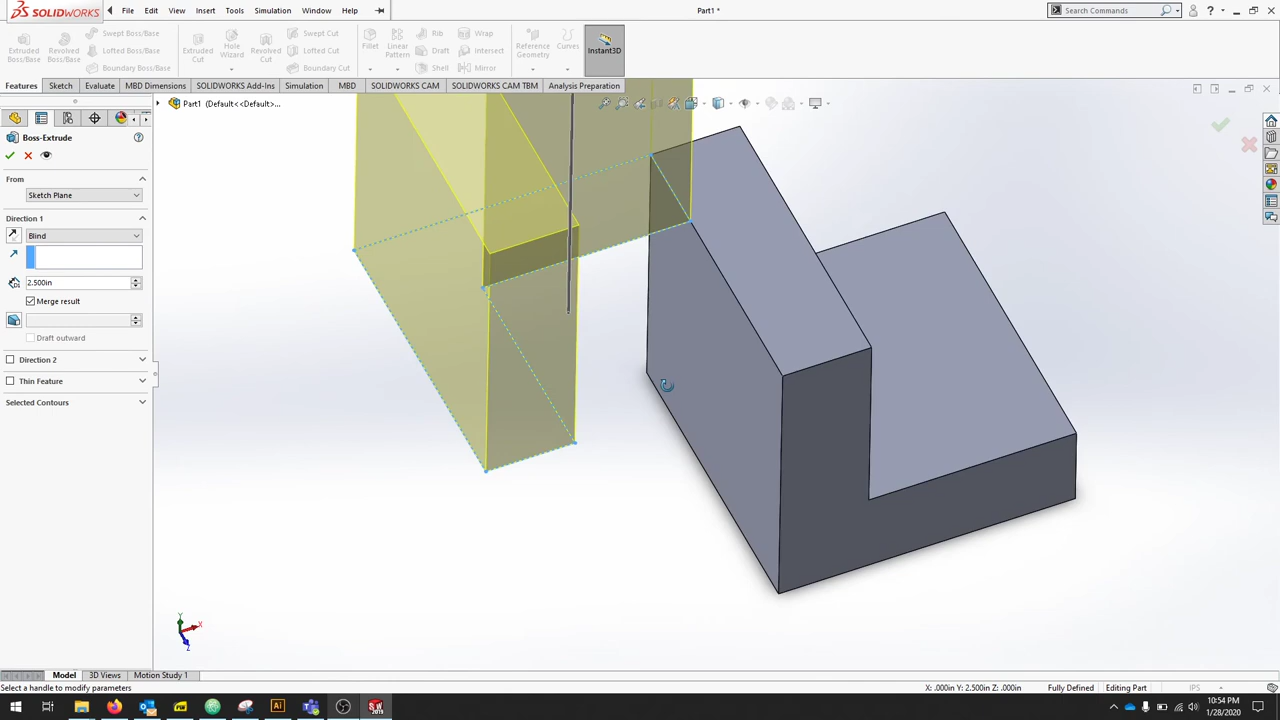 SOLIDWORKS File Edit View Insert Tools Simulation Window Help Part1 * Search Commands ?
Extruded Boss/Base
Revolved Boss/Base
Swept Boss/Base
Lofted Boss/Base
Boundary Boss/Base
Extruded Cut
Hole Wizard
Revolved Cut
Swept Cut
Lofted Cut
Boundary Cut
Fillet
Linear Pattern
Rib
Draft
Shell
Wrap
Intersect
Mirror
Reference Geometry
Curves
Instant3D
Features Sketch Evaluate MBD Dimensions SOLIDWORKS Add-Ins Simulation MBD SOLIDWORKS CAM SOLIDWORKS CAM TBM Analysis Preparation
Part1 (Default<<Default>...
Boss-Extrude
From
Sketch Plane
Direction 1
Blind
2.500in
Merge result
Draft outward
Direction 2
Thin Feature
Selected Contours
Y
X
Z
Model 3D Views Motion Study 1
Select a handle to modify parameters X: .000in Y: 2.500in Z: .000in Fully Defined Editing Part IPS
10:54 PM
1/28/2020